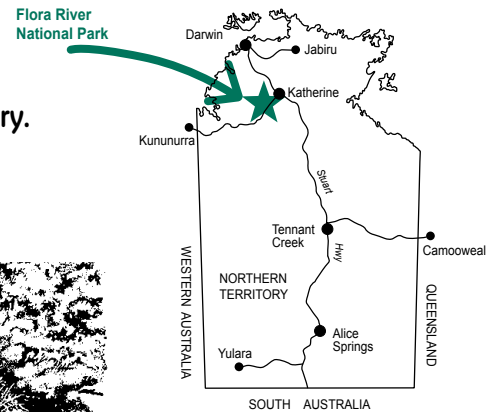 Flora River
National Park
ry.
Darwin
Jabiru
Katherine
Kununurra
Stuart
Tennant
Creek
Hwy
Camooweal
WESTERN AUSTRALIA
NORTHERN
TERRITORY
QUEENSLAND
Alice
Springs
Yulara
SOUTH AUSTRALIA